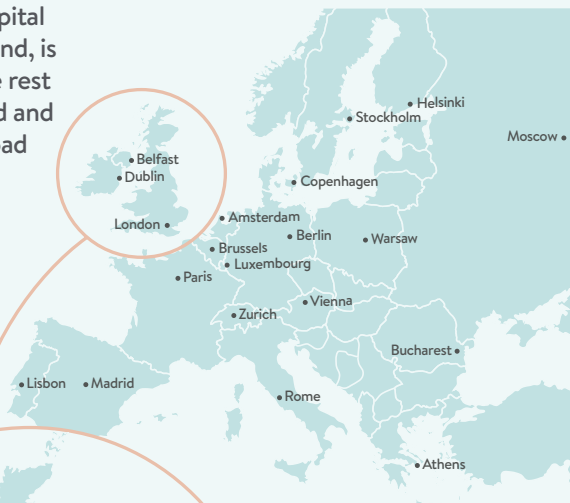 pital
nd, is
rest
d and
ad
Helsinki
Stockholm
Moscow
Belfast
Dublin
Copenhagen
London
Amsterdam
Berlin
Warsaw
Brussels
Luxembourg
Paris
Vienna
Zurich
Bucharest
Lisbon
Madrid
Rome
Athens